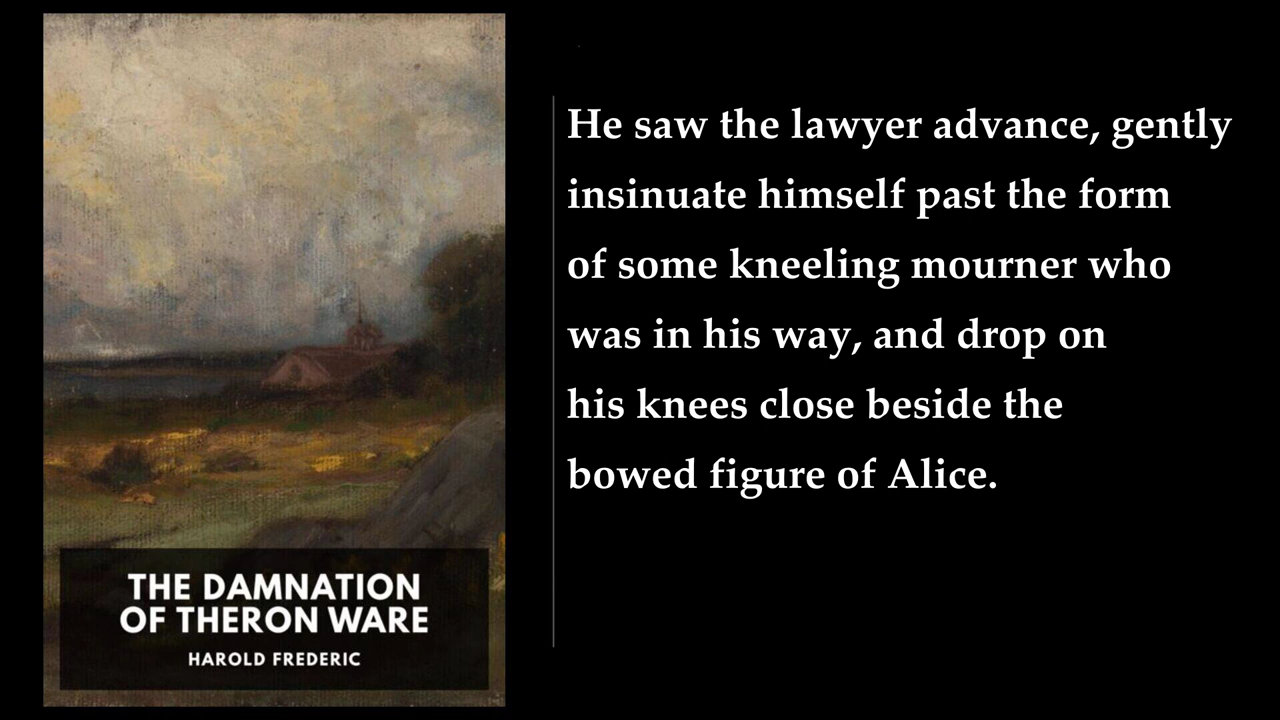 He saw the lawyer advance, gently
insinuate himself past the form
of some kneeling mourner who
was in his way, and drop on
his knees close beside the
bowed figure of Alice.
THE DAMNATION
OF THERON WARE
HAROLD FREDERIC